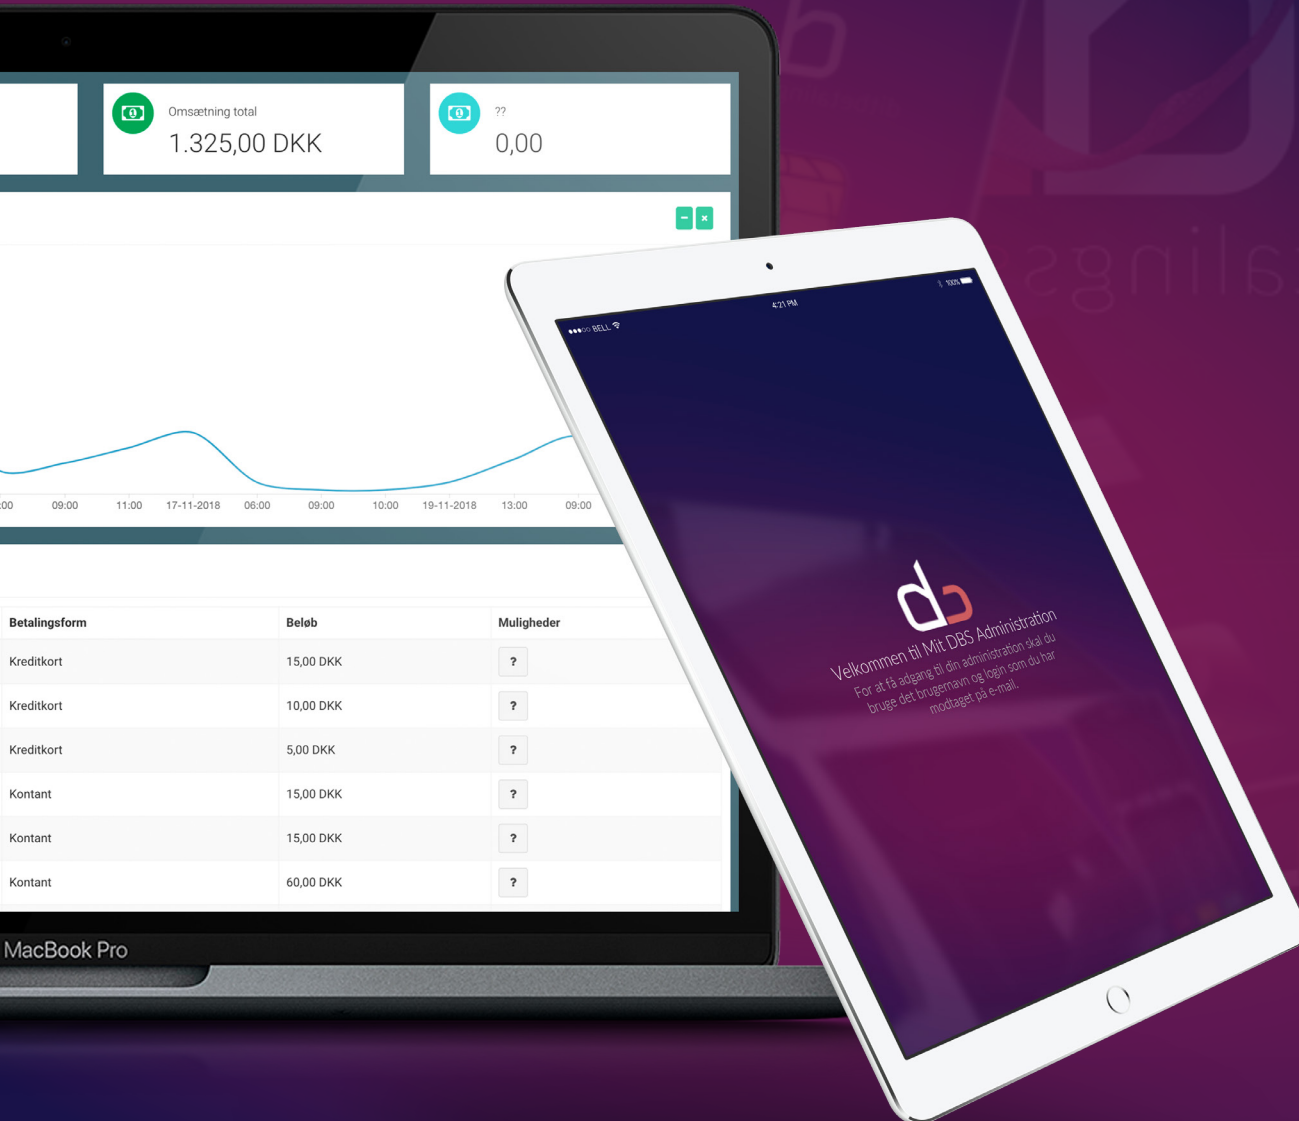 Omsætning total
1.325,00 DKK
??
0,00
:00 09:00 11:00 17-11-2018 06:00 09:00 10:00 19-11-2018 13:00 09:00
Betalingsform Beløb Muligheder
Kreditkort 15,00 DKK ?
Kreditkort 10,00 DKK ?
Kreditkort 5,00 DKK ?
Kontant 15,00 DKK ?
Kontant 15,00 DKK ?
Kontant 60,00 DKK ?
MacBook Pro
BELL 4:21 PM 100%
Velkommen til Mit DBS Administration
For at få adgang til din administration skal du
bruge det brugernavn og login som du har
modtaget på e-mail.
alings